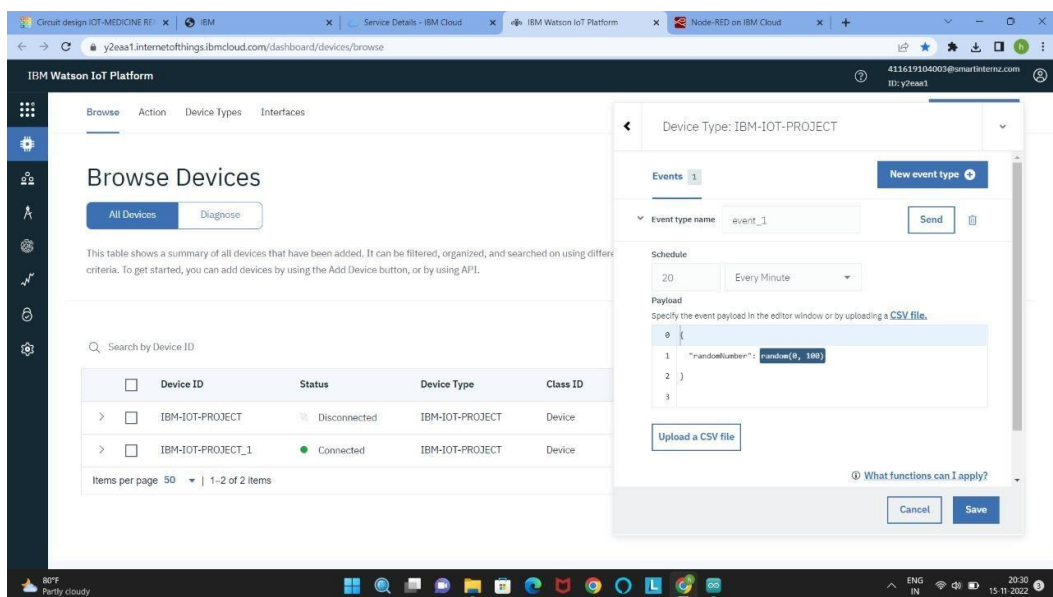 Circuit design IOT-MEDICINE RE
IBM
Service Details - IBM Cloud
IBM Watson IoT Platform
Node-RED on IBM Cloud
y2eaa1.internetofthings.ibmcloud.com/dashboard/devices/browse
h
IBM Watson IoT Platform
411619104003@smartinternz.com
ID: y2eaa1
Browse Action Device Types Interfaces
Browse Devices
All Devices Diagnose
This table shows a summary of all devices that have been added. It can be filtered, organized, and searched on using differe
criteria. To get started, you can add devices by using the Add Device button, or by using API.
Search by Device ID
Device ID Status Device Type Class ID
IBM-IOT-PROJECT Disconnected IBM-IOT-PROJECT Device
IBM-IOT-PROJECT_1 Connected IBM-IOT-PROJECT Device
Items per page 50 | 1–2 of 2 items
Device Type: IBM-IOT-PROJECT
Events 1
New event type
Event type name event_1 Send
Schedule
20 Every Minute
Payload
Specify the event payload in the editor window or by uploading a CSV file.
0 {
1 "randomNumber": random(0, 100)
2 }
3
Upload a CSV file
What functions can I apply?
Cancel Save
80°F
Partly cloudy
L
ENG
IN
20:30
15-11-2022
3